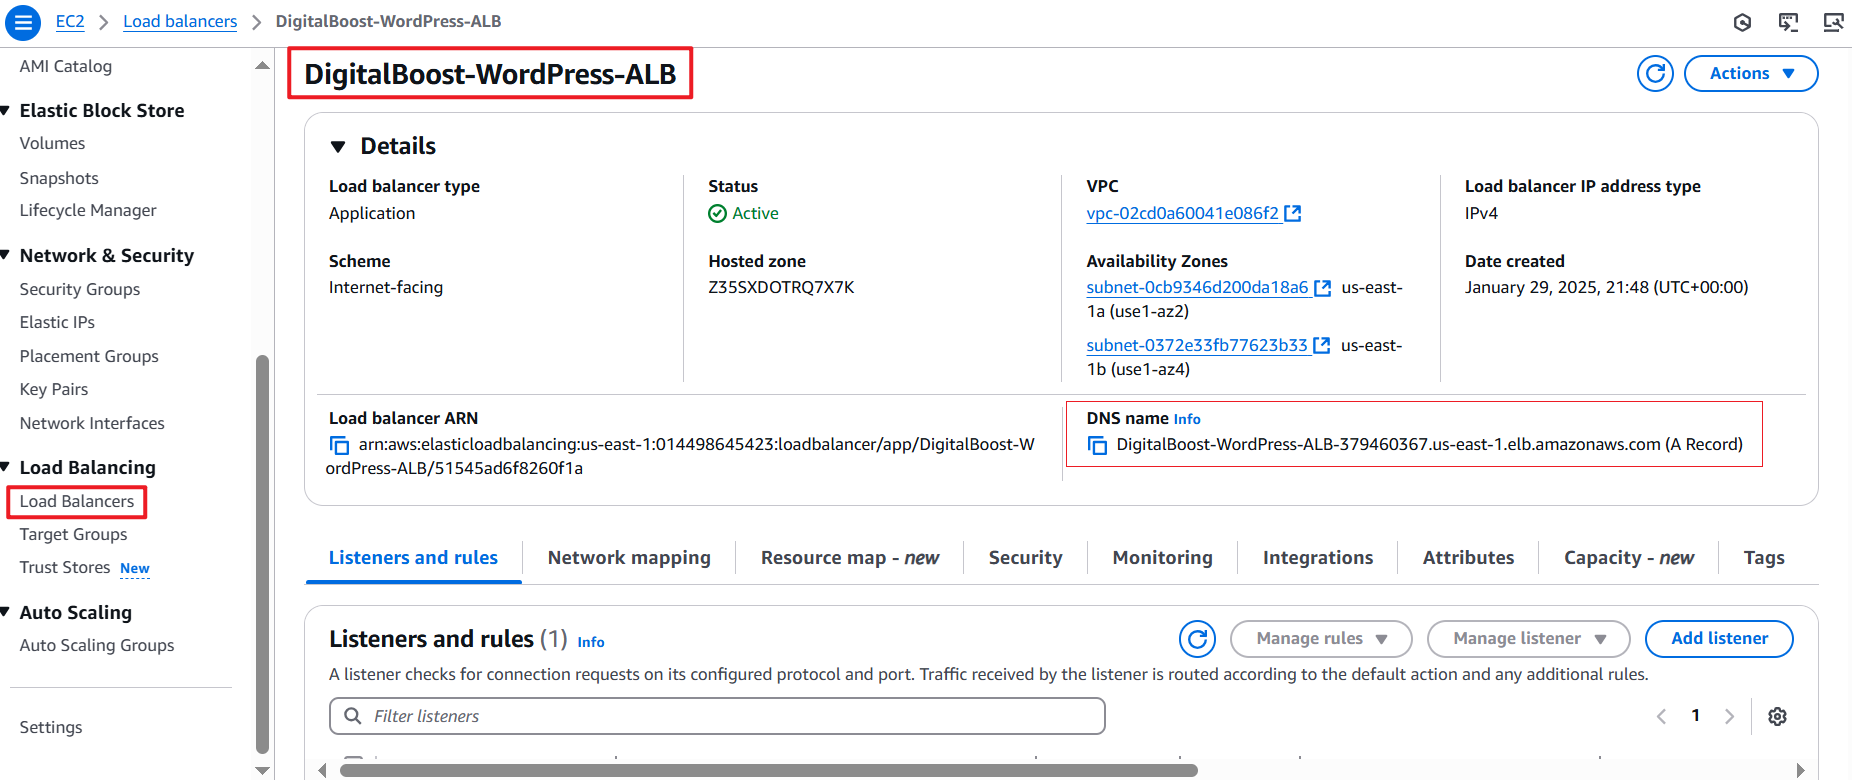 EC2 > Load balancers > DigitalBoost-WordPress-ALB
AMI Catalog
Elastic Block Store
Volumes
Snapshots
Lifecycle Manager
Network & Security
Security Groups
Elastic IPs
Placement Groups
Key Pairs
Network Interfaces
Load Balancing
Load Balancers
Target Groups
Trust Stores New
Auto Scaling
Auto Scaling Groups
Settings
DigitalBoost-WordPress-ALB
Actions
Details
Load balancer type
Application
Status
Active
VPC
vpc-02cd0a60041e086f2
Load balancer IP address type
IPv4
Scheme
Internet-facing
Hosted zone
Z35SXDOTRQ7X7K
Availability Zones
subnet-0cb9346d200da18a6 us-east-
1a (use1-az2)
subnet-0372e33fb77623b33 us-east-
1b (use1-az4)
Date created
January 29, 2025, 21:48 (UTC+00:00)
Load balancer ARN
arn:aws:elasticloadbalancing:us-east-1:014498645423:loadbalancer/app/DigitalBoost-W
ordPress-ALB/51545ad6f8260f1a
DNS name Info
DigitalBoost-WordPress-ALB-379460367.us-east-1.elb.amazonaws.com (A Record)
Listeners and rules
Network mapping
Resource map - new
Security
Monitoring
Integrations
Attributes
Capacity - new
Tags
Listeners and rules (1) Info
Manage rules
Manage listener
Add listener
A listener checks for connection requests on its configured protocol and port. Traffic received by the listener is routed according to the default action and any additional rules.
Filter listeners
1